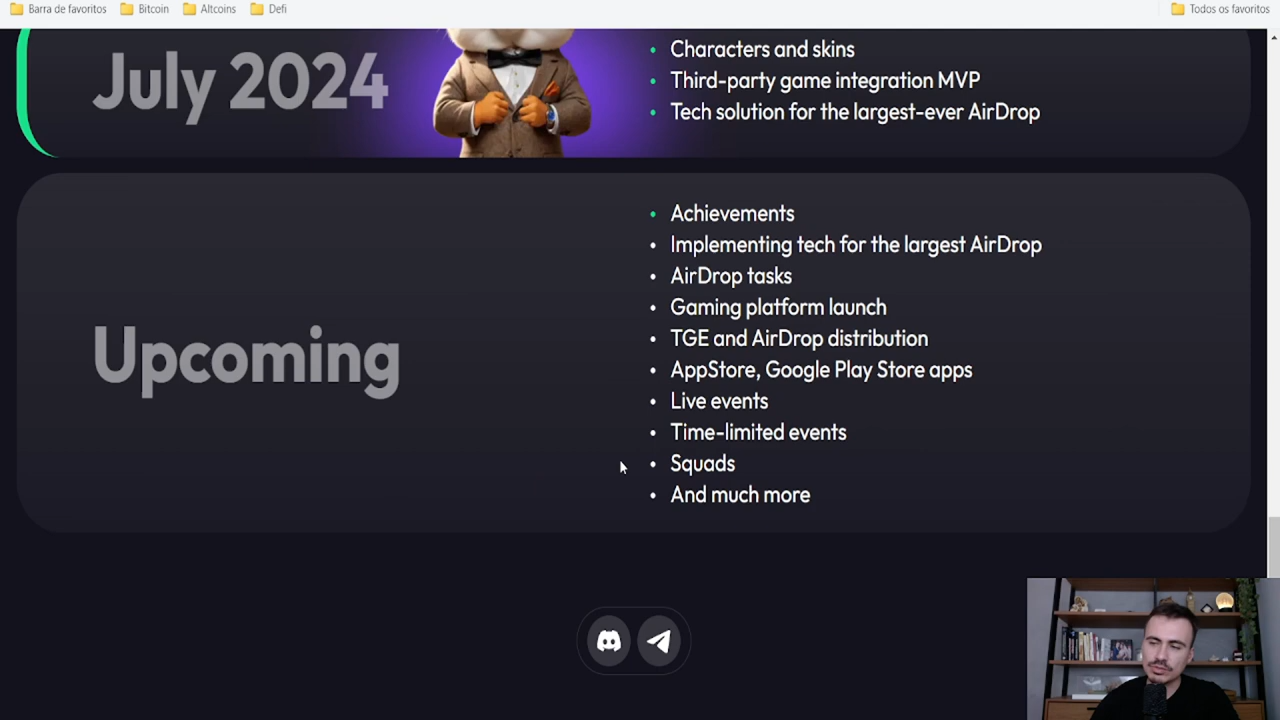 Barra de favoritos
Bitcoin
Altcoins
Defi
Todos os favoritos
July 2024
Characters and skins
Third-party game integration MVP
Tech solution for the largest-ever AirDrop
Upcoming
Achievements
Implementing tech for the largest AirDrop
AirDrop tasks
Gaming platform launch
TGE and AirDrop distribution
AppStore, Google Play Store apps
Live events
Time-limited events
Squads
And much more